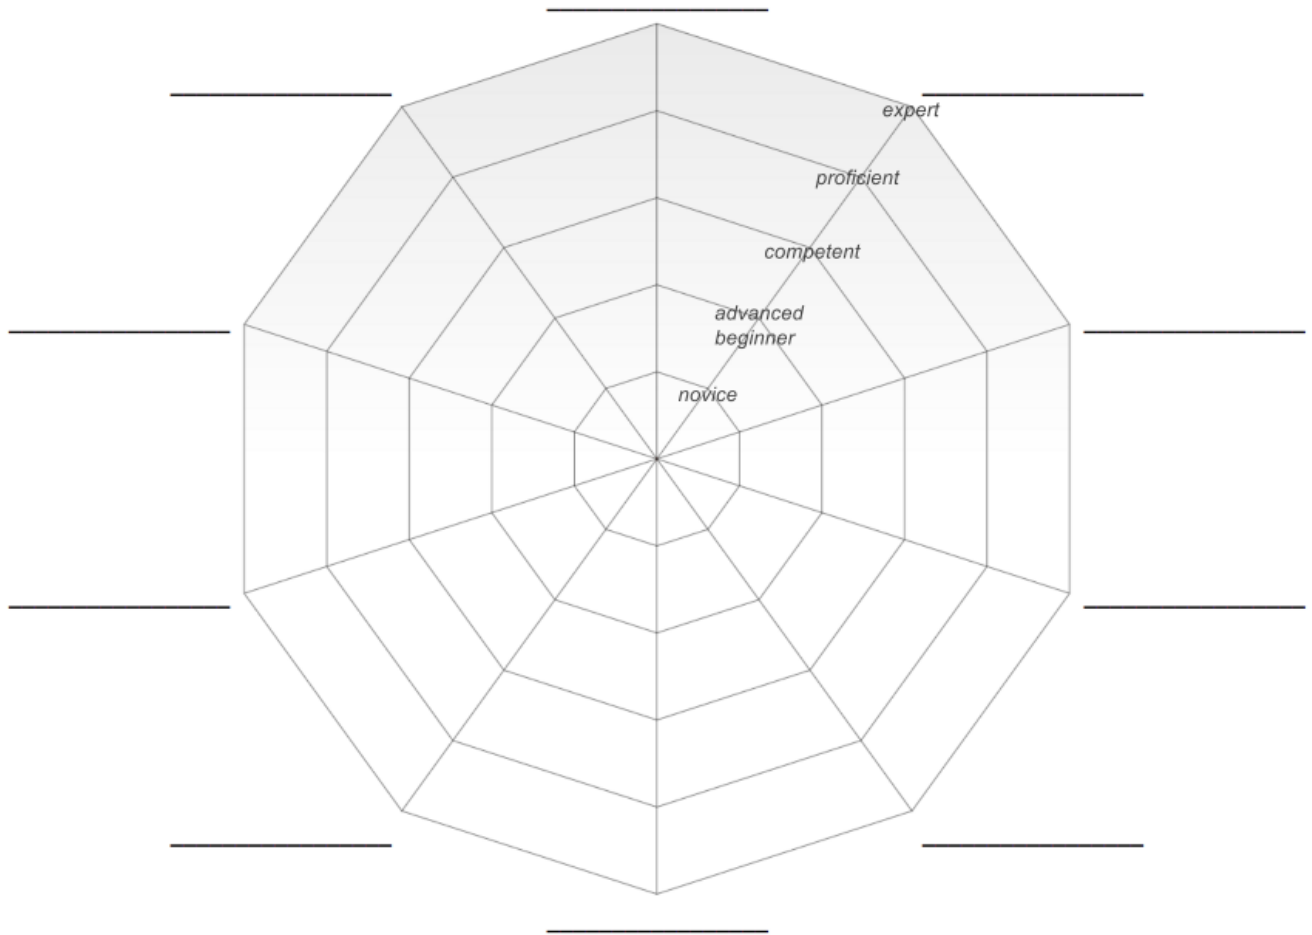 expert
proficient
competent
advanced
beginner
novice